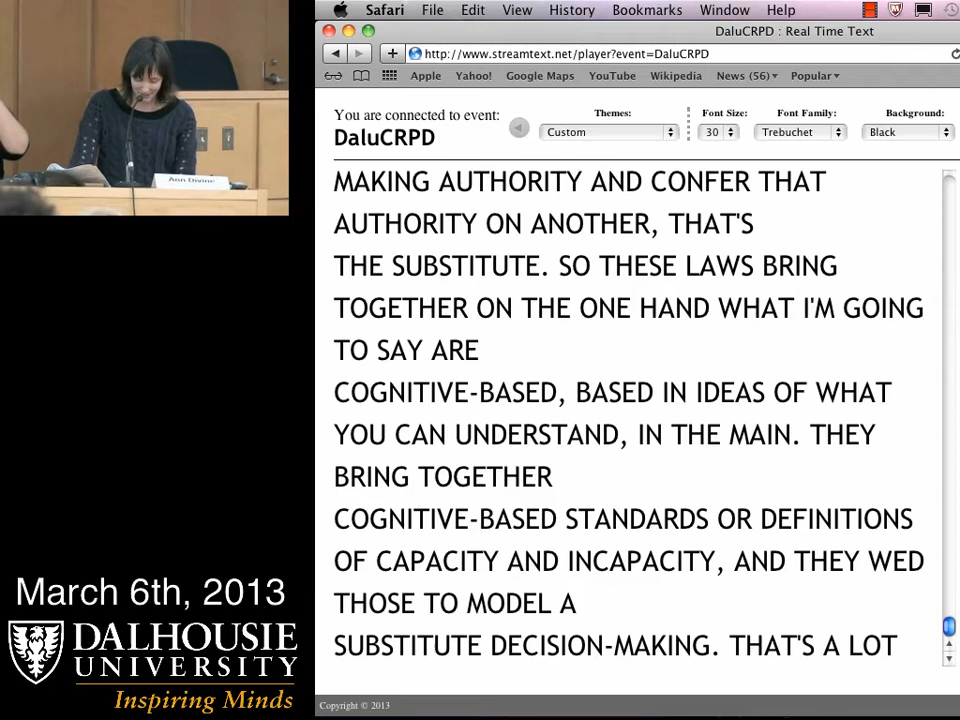 Safari File Edit View History Bookmarks Window Help
DaluCRPD : Real Time Text
http://www.streamtext.net/player?event=DaluCRPD
Apple Yahoo! Google Maps YouTube Wikipedia News (56) Popular
You are connected to event:
DaluCRPD
Themes: Font Size: Font Family: Background:
Custom 30 Trebuchet Black
MAKING AUTHORITY AND CONFER THAT
AUTHORITY ON ANOTHER, THAT'S
THE SUBSTITUTE. SO THESE LAWS BRING
TOGETHER ON THE ONE HAND WHAT I'M GOING
TO SAY ARE
COGNITIVE-BASED, BASED IN IDEAS OF WHAT
YOU CAN UNDERSTAND, IN THE MAIN. THEY
BRING TOGETHER
COGNITIVE-BASED STANDARDS OR DEFINITIONS
OF CAPACITY AND INCAPACITY, AND THEY WED
THOSE TO MODEL A
SUBSTITUTE DECISION-MAKING. THAT'S A LOT
Copyright © 2013
Ann Divine
March 6th, 2013
DALHOUSIE
UNIVERSITY
Inspiring Minds